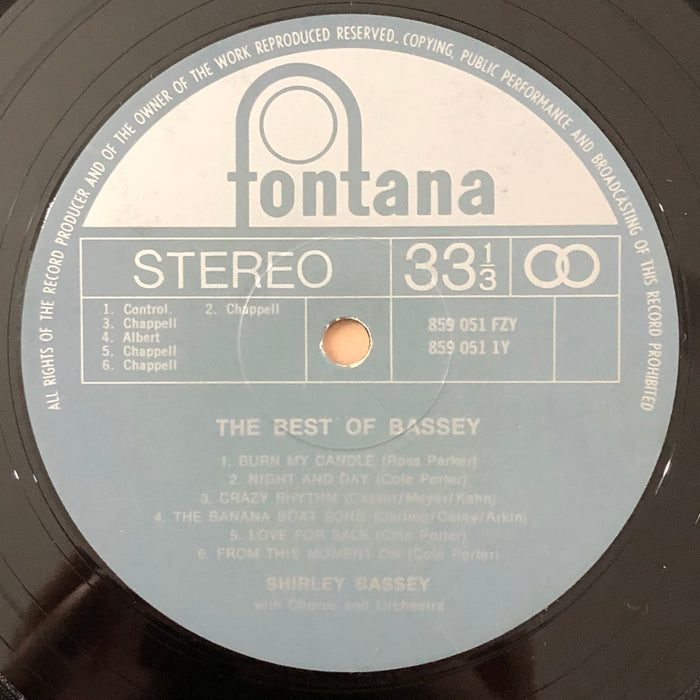 ALL RIGHTS OF THE RECORD PRODUCER AND OF THE OWNER OF THE WORK REPRODUCED RESERVED. COPYING, PUBLIC PERFORMANCE AND BROADCASTING OF THIS RECORD PROHIBITED
fontana
STEREO 33 1/3
1. Control. 2. Chappell
3. Chappell
4. Albert
5. Chappell
6. Chappell
859 051 FZY
859 051 1Y
THE BEST OF BASSEY
1. BURN MY CANDLE (Ross Parker)
2. NIGHT AND DAY (Cole Porter)
3. CRAZY RHYTHM (Caesar/Meyer/Kahn)
4. THE BANANA BOAT SONG (Darling/Carey/Arkin)
5. LOVE FOR SALE (Cole Porter)
6. FROM THIS MOMENT ON (Cole Porter)
SHIRLEY BASSEY
with Chorus and Orchestra